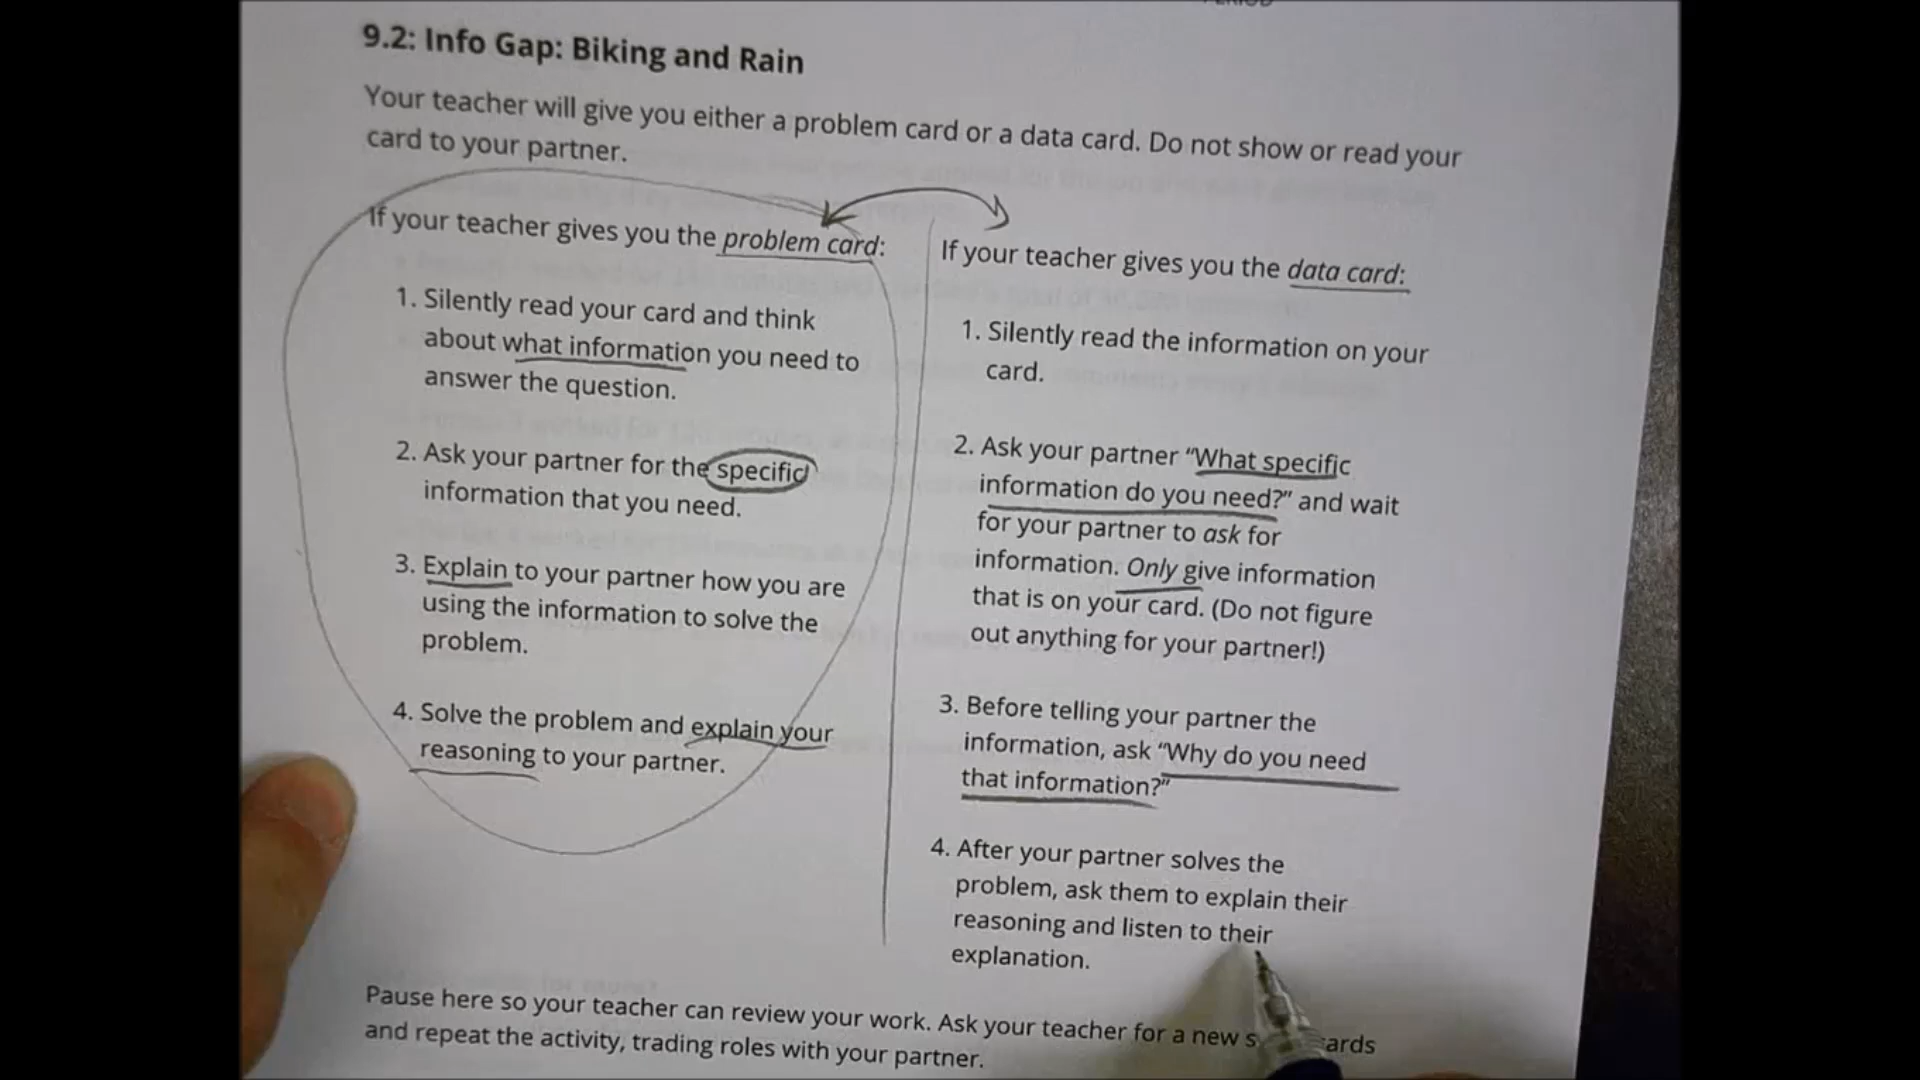 9.2: Info Gap: Biking and Rain
Your teacher will give you either a problem card or a data card. Do not show or read your
card to your partner.
If your teacher gives you the problem card:
1. Silently read your card and think
about what information you need to
answer the question.
2. Ask your partner for the specific
information that you need.
3. Explain to your partner how you are
using the information to solve the
problem.
4. Solve the problem and explain your
reasoning to your partner.
If your teacher gives you the data card:
1. Silently read the information on your
card.
2. Ask your partner “What specific
information do you need?” and wait
for your partner to ask for
information. Only give information
that is on your card. (Do not figure
out anything for your partner!)
3. Before telling your partner the
information, ask “Why do you need
that information?”
4. After your partner solves the
problem, ask them to explain their
reasoning and listen to their
explanation.
Pause here so your teacher can review your work. Ask your teacher for a new
and repeat the activity, trading roles with your partner.